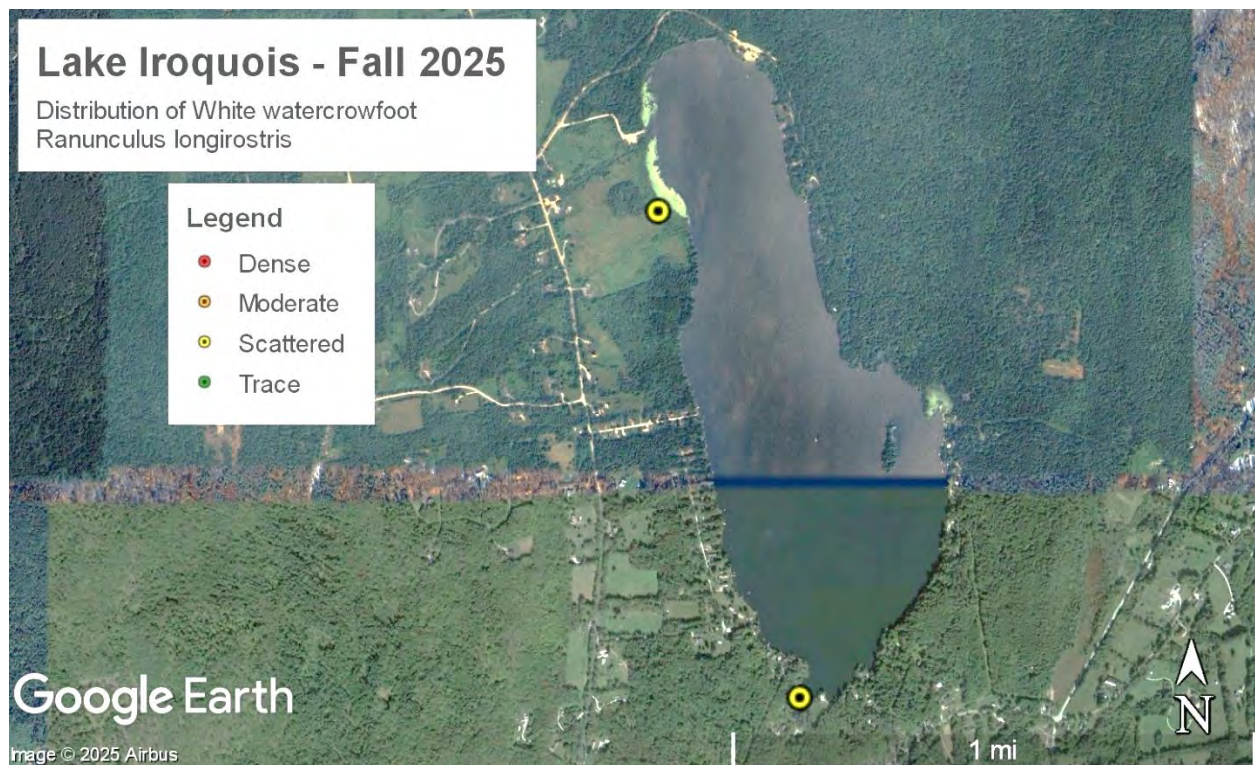 Lake Iroquois - Fall 2025
Distribution of White watercrowfoot
Ranunculus longirostris
Legend
Dense
Moderate
Scattered
Trace
Google Earth
N
Image © 2025 Airbus
1 mi